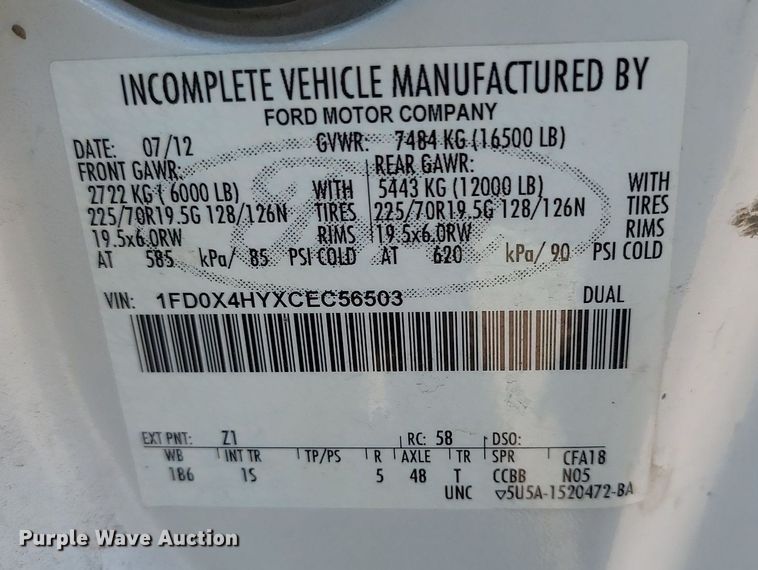 INCOMPLETE VEHICLE MANUFACTURED BY
FORD MOTOR COMPANY
DATE: 07/12 GVWR: 7484 KG (16500 LB)
FRONT GAWR: REAR GAWR:
2722 KG ( 6000 LB) WITH 5443 KG (12000 LB) WITH
225/70R19.5G 128/126N TIRES 225/70R19.5G 128/126N TIRES
19.5x6.0RW RIMS 19.5x6.0RW RIMS
AT 585 kPa/ 85 PSI COLD AT 620 kPa/ 90 PSI COLD
VIN: 1FD0X4HYXCEC56503 DUAL
EXT PNT: Z1 RC: 58 DSO:
WB INT TR TP/PS R AXLE TR SPR CFA18
186 1S 5 48 T CCBB N05
UNC ▽5U5A-1520472-BA
Purple Wave Auction